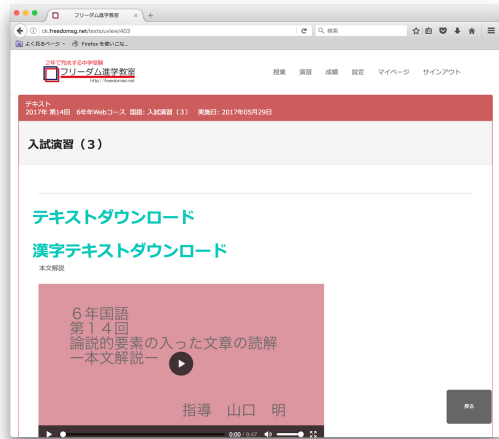 フリーダム進学教室
ck.freedomsg.net/texts/uview/403
検索
よく見るページ
Firefox を使いこな...
2年で完成する中学受験
フリーダム進学教室
http://freedomse.net
授業 演習 成績 設定 マイページ サインアウト
テキスト
2017年 第14回 6年年Webコース 国語: 入試演習（３） 実施日: 2017年05月29日
入試演習（３）
テキストダウンロード
漢字テキストダウンロード
本文解説
６年国語
第１４回
論説的要素の入った文章の読解
ー本文解説ー
指導 山口 明
0:00 / 9:47
戻る